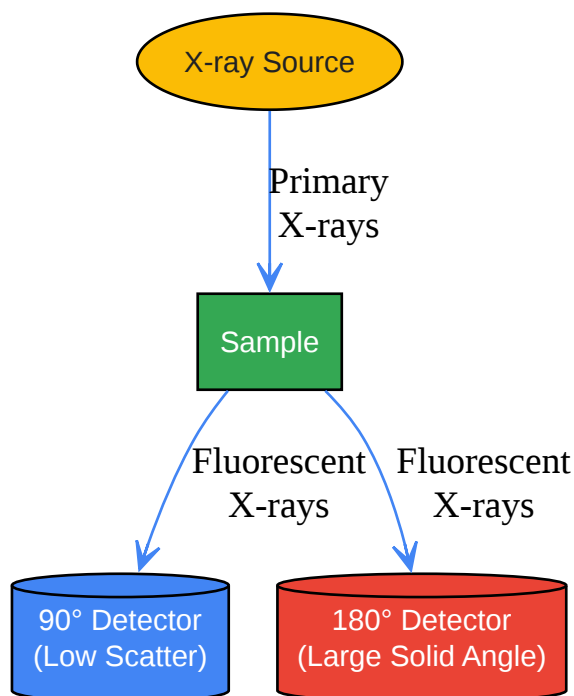 X-ray Source
Primary
X-rays
Sample
Fluorescent
X-rays
Fluorescent
X-rays
90° Detector
(Low Scatter)
180° Detector
(Large Solid Angle)